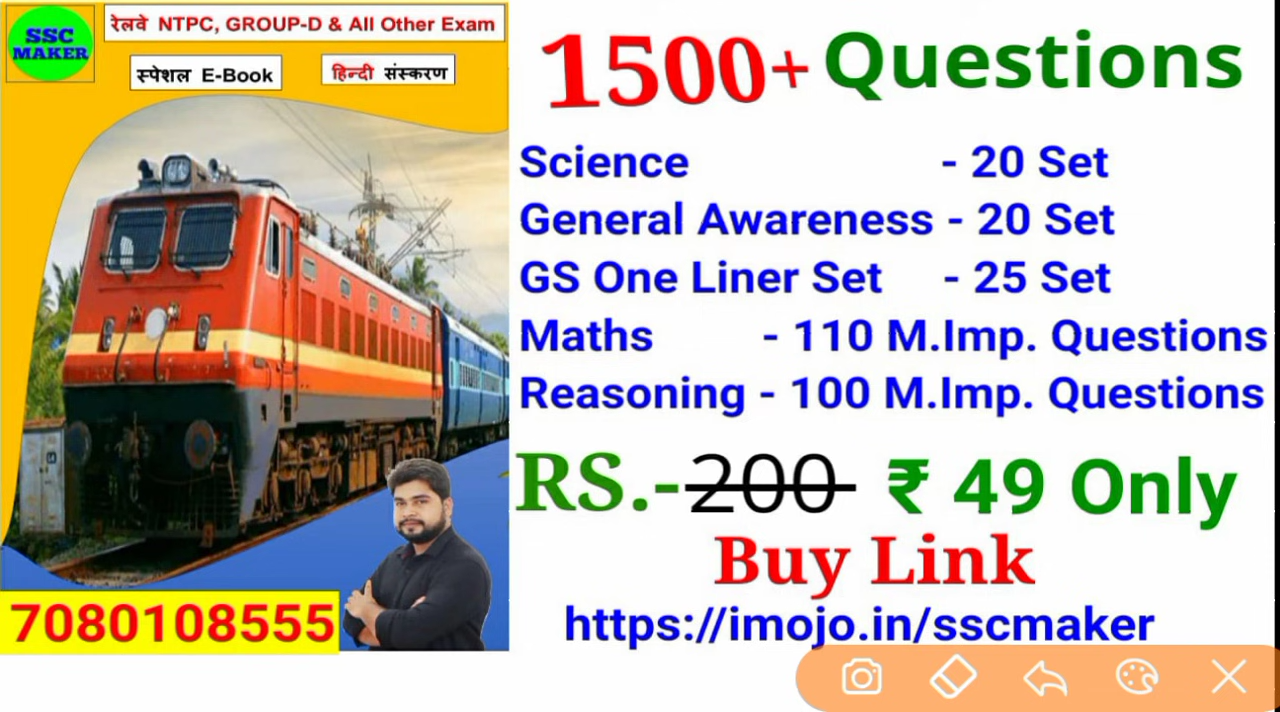 SSC
MAKER
रेलवे NTPC, GROUP-D & All Other Exam
स्पेशल E-Book
हिन्दी संस्करण
7080108555
1500+ Questions
Science - 20 Set
General Awareness - 20 Set
GS One Liner Set - 25 Set
Maths - 110 M.Imp. Questions
Reasoning - 100 M.Imp. Questions
RS.- 200 ₹ 49 Only
Buy Link
https://imojo.in/sscmaker